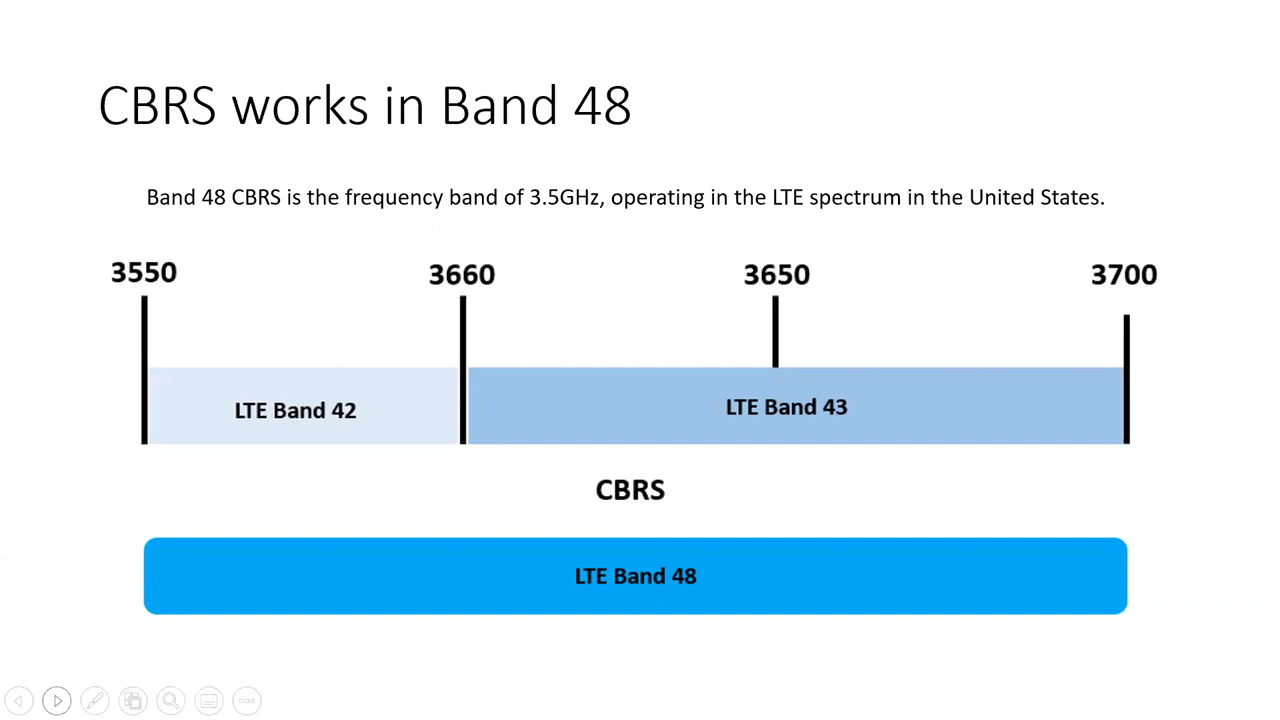 CBRS works in Band 48
Band 48 CBRS is the frequency band of 3.5GHz, operating in the LTE spectrum in the United States.
3550 3660 3650 3700
LTE Band 42 LTE Band 43
CBRS
LTE Band 48